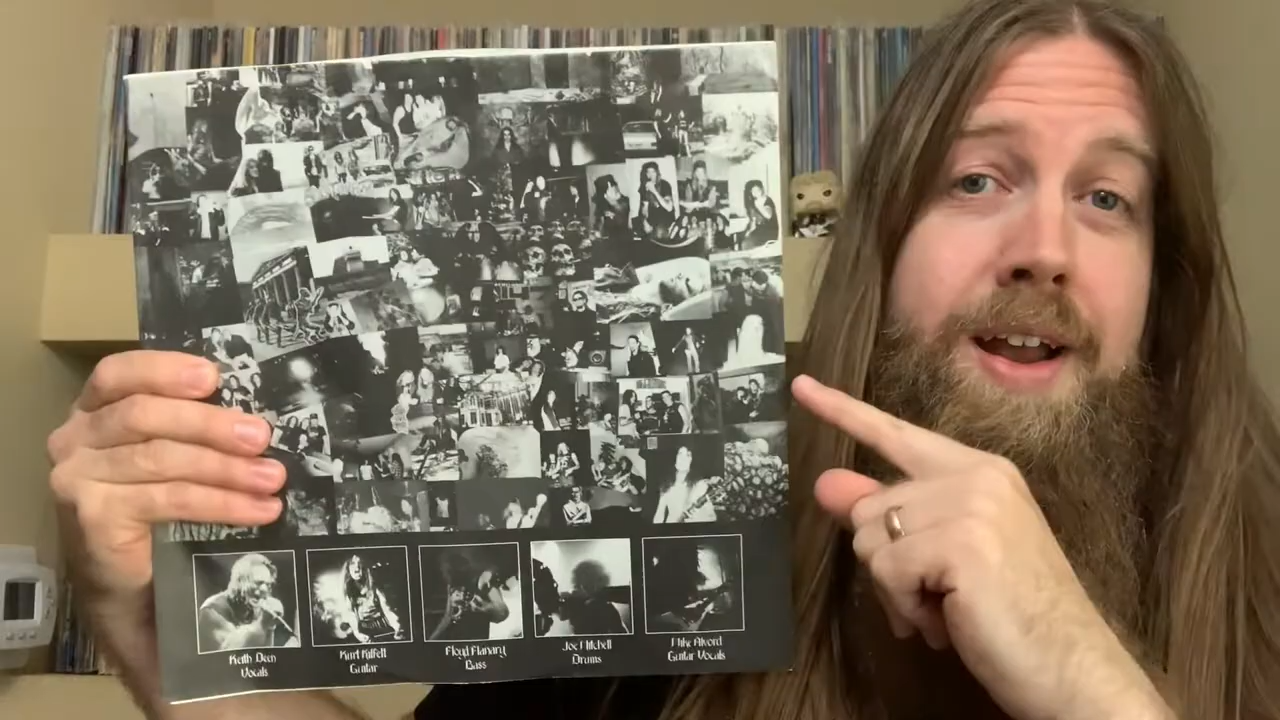 Keith Deen
Vocals
Kurt Kilfelt
Guitar
Floyd Flanary
Bass
Joe Mitchell
Drums
Mike Alvord
Guitar Vocals